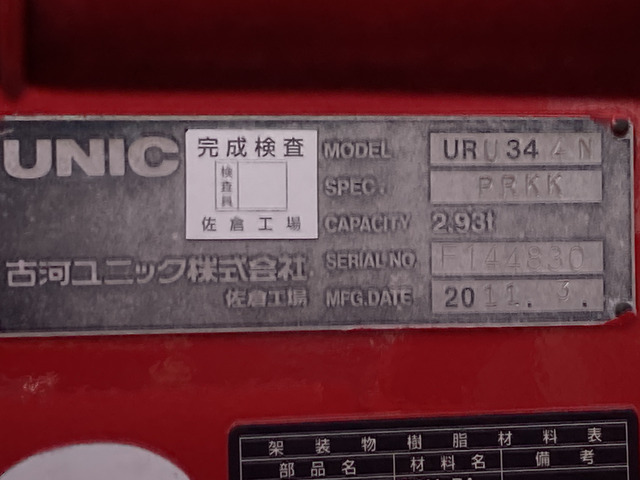 UNIC
古河ユニック株式会社
佐倉工場
完成検査
検査員
佐倉工場
MODEL URU344N
SPEC. PRKK
CAPACITY 2.93t
SERIAL NO. E144830
MFG.DATE 2011.3.
架装物樹脂材料表
部品名 材料名 備考